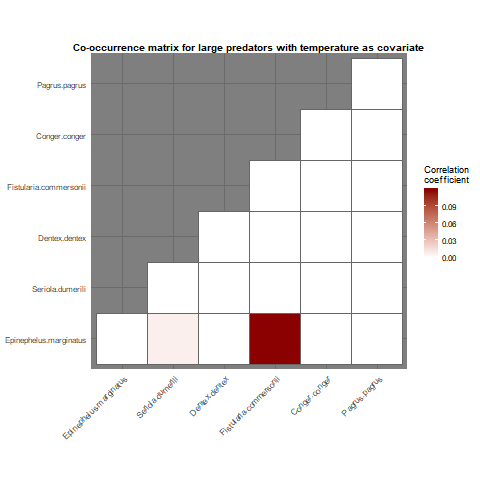 Co-occurrence matrix for large predators with temperature as covariate
Pagrus.pagrus
Conger.conger
Fistularia.commersonii
Dentex.dentex
Seriola.dumerili
Epinephelus.marginatus
Epinephelus.marginatus
Seriola.dumerili
Dentex.dentex
Fistularia.commersonii
Conger.conger
Pagrus.pagrus
Correlation
coefficient
0.09
0.06
0.03
0.00